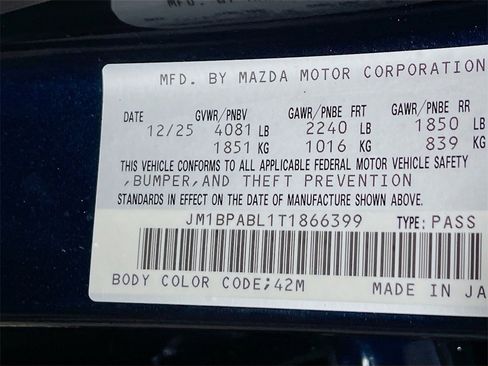 MFD. BY MAZDA MOTOR CORPORATION
DATE GVWR/PNBV GAWR/PNBE FRT GAWR/PNBE RR
12/25 4081 LB 2240 LB 1850 LB
1851 KG 1016 KG 839 KG
THIS VEHICLE CONFORMS TO ALL APPLICABLE FEDERAL MOTOR VEHICLE SAFETY
,BUMPER,AND THEFT PREVENTION
STANDARDS IN EFFECT ON THE DATE OF MANUFACTURE SHOWN ABOVE.
JM1BPABL1T1866399 TYPE: PASS
BODY COLOR CODE;42M MADE IN JA